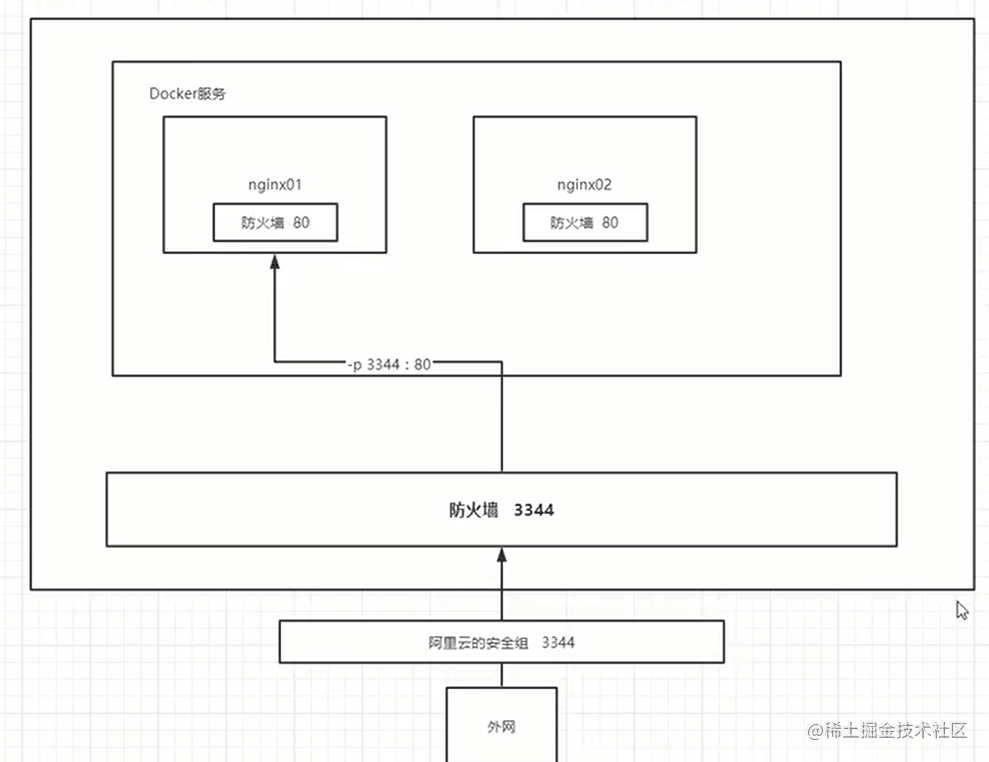 Docker服务
nginx01
防火墙 80
nginx02
防火墙 80
-p 3344：80
防火墙 3344
阿里云的安全组 3344
外网
@稀土掘金技术社区